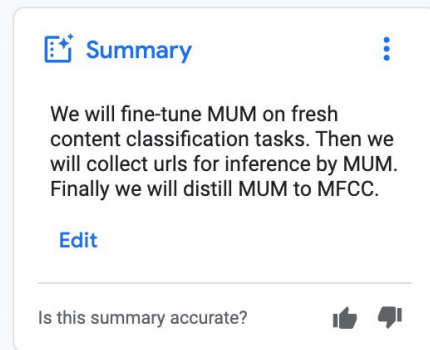 Summary
We will fine-tune MUM on fresh
content classification tasks. Then we
will collect urls for inference by MUM.
Finally we will distill MUM to MFCC.
Edit
Is this summary accurate?